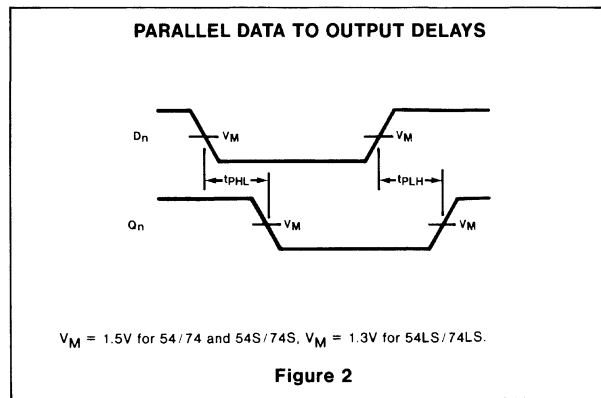 PARALLEL DATA TO OUTPUT DELAYS
Dn
VM
VM
tPHL
tPLH
Qn
VM
VM
VM = 1.5V for 54/74 and 54S/74S, VM = 1.3V for 54LS/74LS.
Figure 2